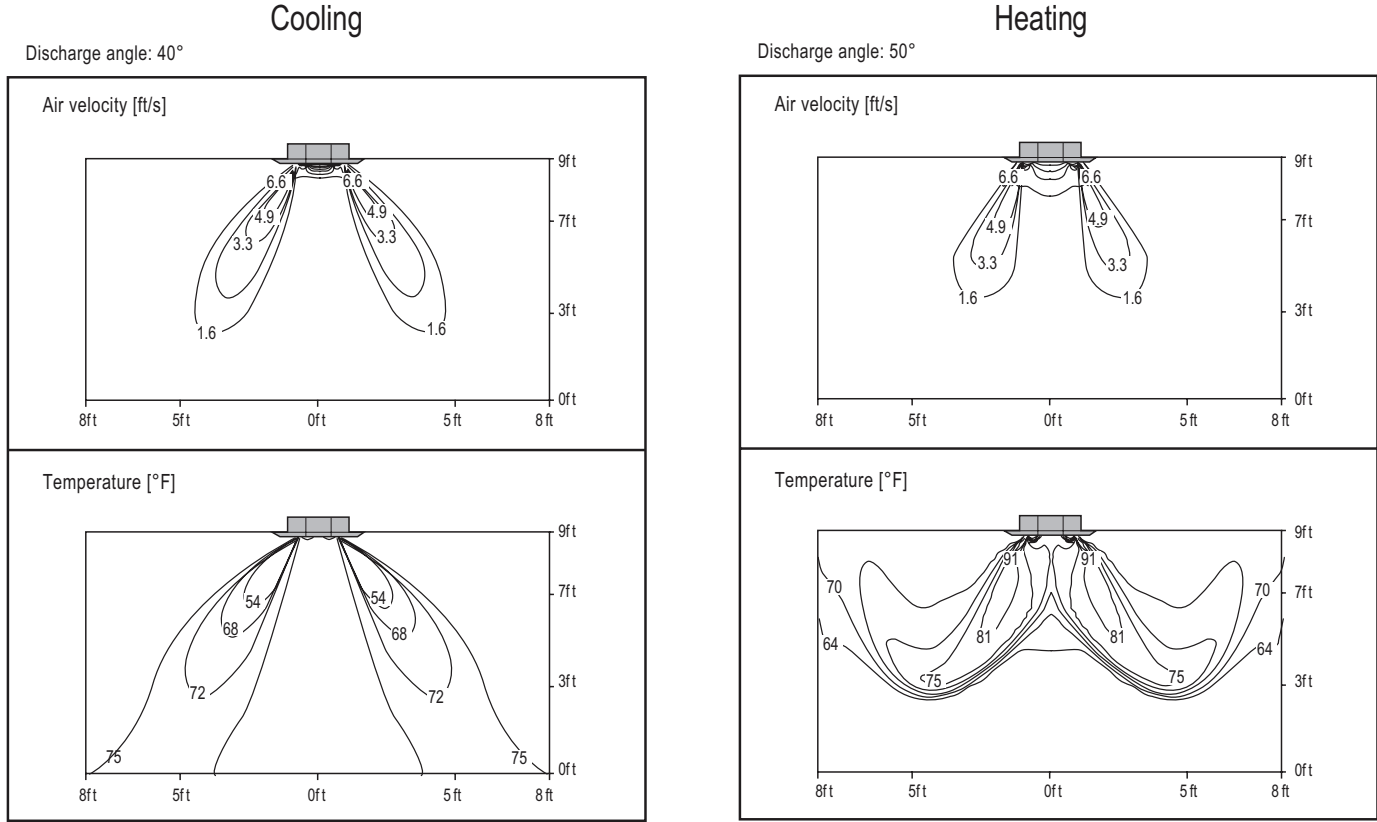 Cooling
Discharge angle: 40°
Air velocity [ft/s]
9ft
6.6 6.6
4.9 4.9
7ft
3.3 3.3
3ft
1.6 1.6
0ft
8ft 5ft 0ft 5ft 8ft
Temperature [°F]
9ft
7ft
54 54
68 68
3ft
72 72
75 75
0ft
8ft 5ft 0ft 5ft 8ft
Heating
Discharge angle: 50°
Air velocity [ft/s]
9ft
6.6 6.6
7ft
4.9 4.9
3.3 3.3
1.6 1.6
3ft
0ft
8ft 5ft 0ft 5ft 8ft
Temperature [°F]
9ft
91 91
70 70
7ft
81 81
64 64
75 75
3ft
0ft
8ft 5ft 0ft 5ft 8ft